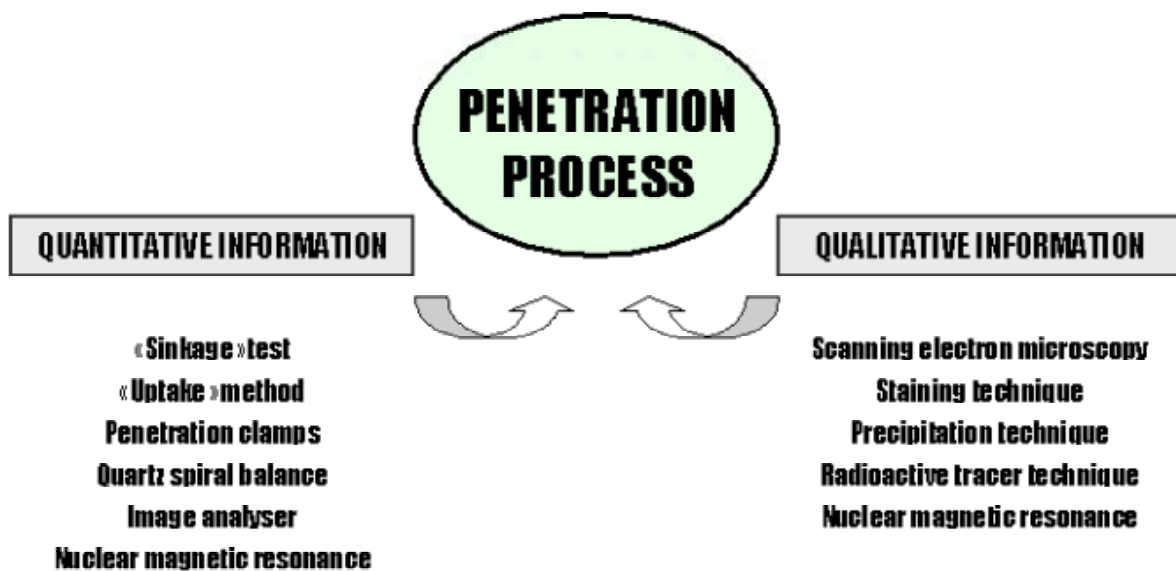 PENETRATION
PROCESS
QUANTITATIVE INFORMATION
«Sinkage» test
«Uptake» method
Penetration clamps
Quartz spiral balance
Image analyser
Nuclear magnetic resonance
QUALITATIVE INFORMATION
Scanning electron microscopy
Staining technique
Precipitation technique
Radioactive tracer technique
Nuclear magnetic resonance